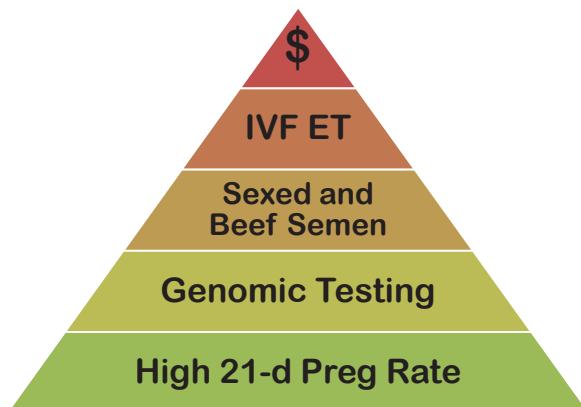 $
IVF ET
Sexed and
Beef Semen
Genomic Testing
High 21-d Preg Rate